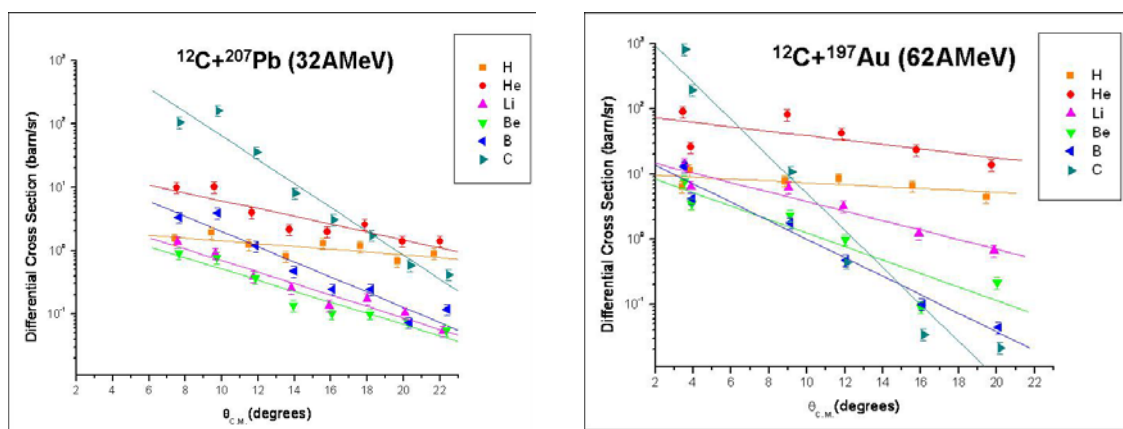 ¹²C+²⁰⁷Pb (32AMeV)
Differential Cross Section (barn/sr)
10³
10²
10¹
10⁰
10⁻¹
2 4 6 8 10 12 14 16 18 20 22
θ C.M. (degrees)
H
He
Li
Be
B
C
¹²C+¹⁹⁷Au (62AMeV)
Differential Cross Section (barn/sr)
10³
10²
10¹
10⁰
10⁻¹
2 4 6 8 10 12 14 16 18 20 22
θ C.M. (degrees)
H
He
Li
Be
B
C